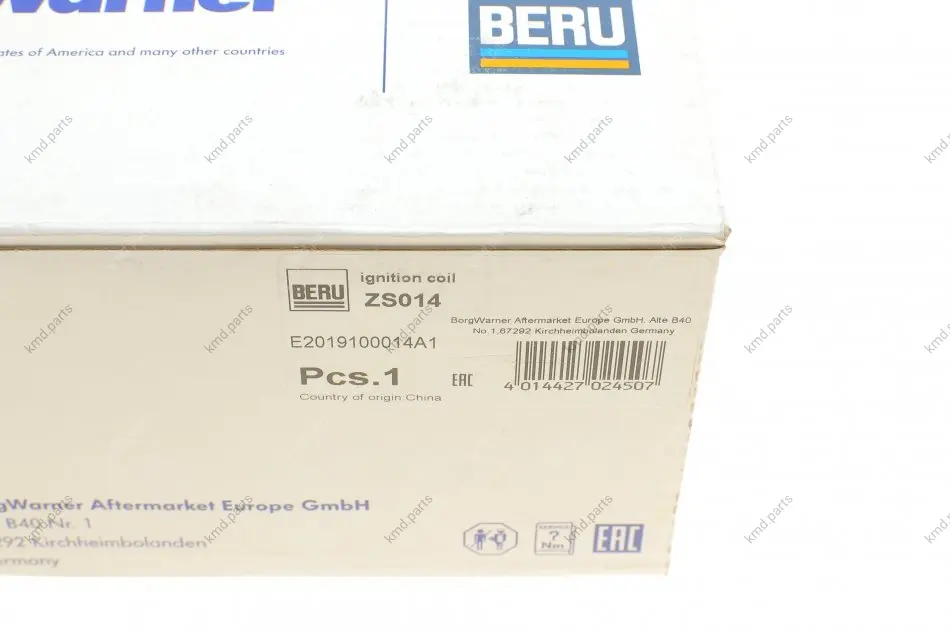 ates of America and many other countries
BERU
BERU
ignition coil
ZS014
BorgWarner Aftermarket Europe GmbH. Alte B40
No.1,67292 Kirchheimbolanden Germany
E2019100014A1
Pcs.1
EAC
4 014427 024507
Country of origin:China
gWarner Aftermarket Europe GmbH
B40 Nr. 1
292 Kirchheimbolanden
ermany
?
Nm
EAC
kmd.parts